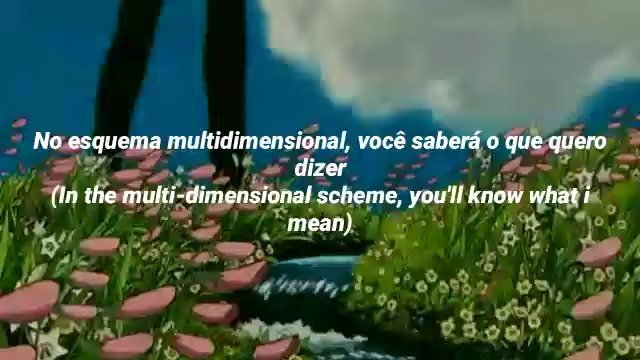 No esquema multidimensional, você saberá o que quero
dizer
(In the multi-dimensional scheme, you'll know what i
mean)